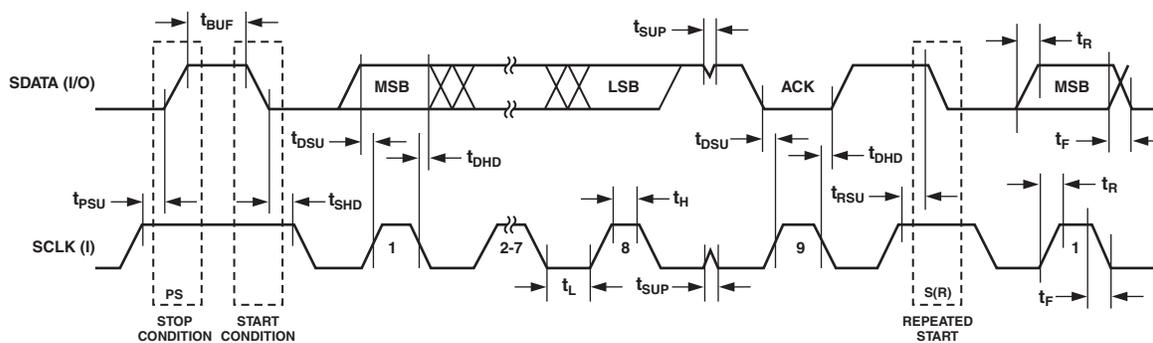 tBUF
tSUP
tR
SDATA (I/O)
MSB
LSB
ACK
MSB
tDSU
tDHD
tDSU
tDHD
tF
tPSU
tSHD
tH
tRSU
tR
SCLK (I)
1
2-7
8
9
1
tL
tSUP
tF
PS
S(R)
STOP
CONDITION
START
CONDITION
REPEATED
START